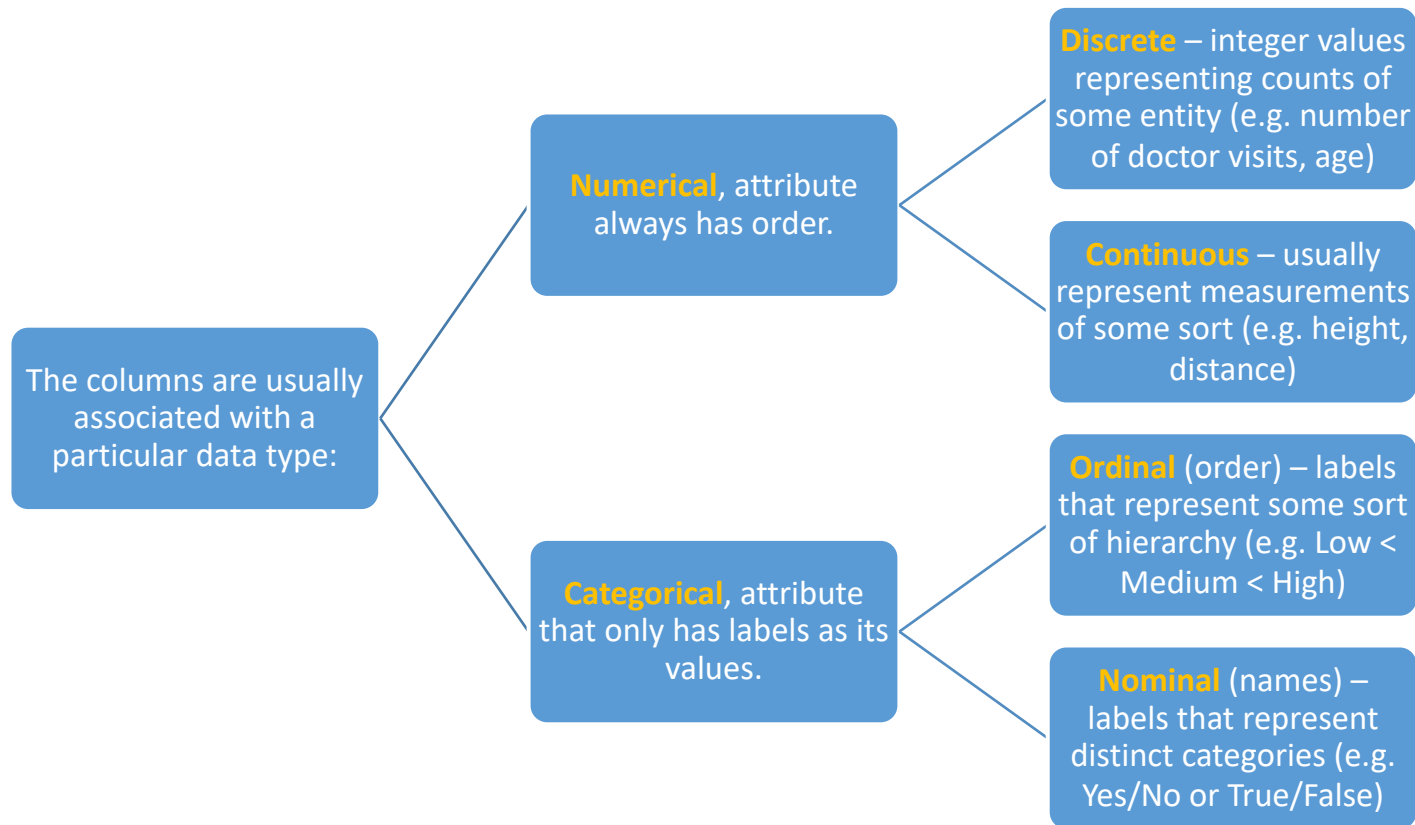 The columns are usually
associated with a
particular data type:
Numerical, attribute
always has order.
Discrete – integer values
representing counts of
some entity (e.g. number
of doctor visits, age)
Continuous – usually
represent measurements
of some sort (e.g. height,
distance)
Categorical, attribute
that only has labels as its
values.
Ordinal (order) – labels
that represent some sort
of hierarchy (e.g. Low <
Medium < High)
Nominal (names) –
labels that represent
distinct categories (e.g.
Yes/No or True/False)